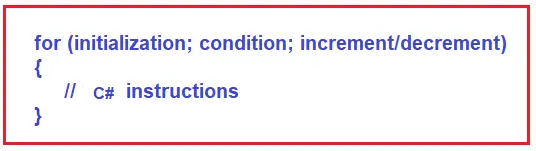 for (initialization; condition; increment/decrement)
{
// C# instructions
}